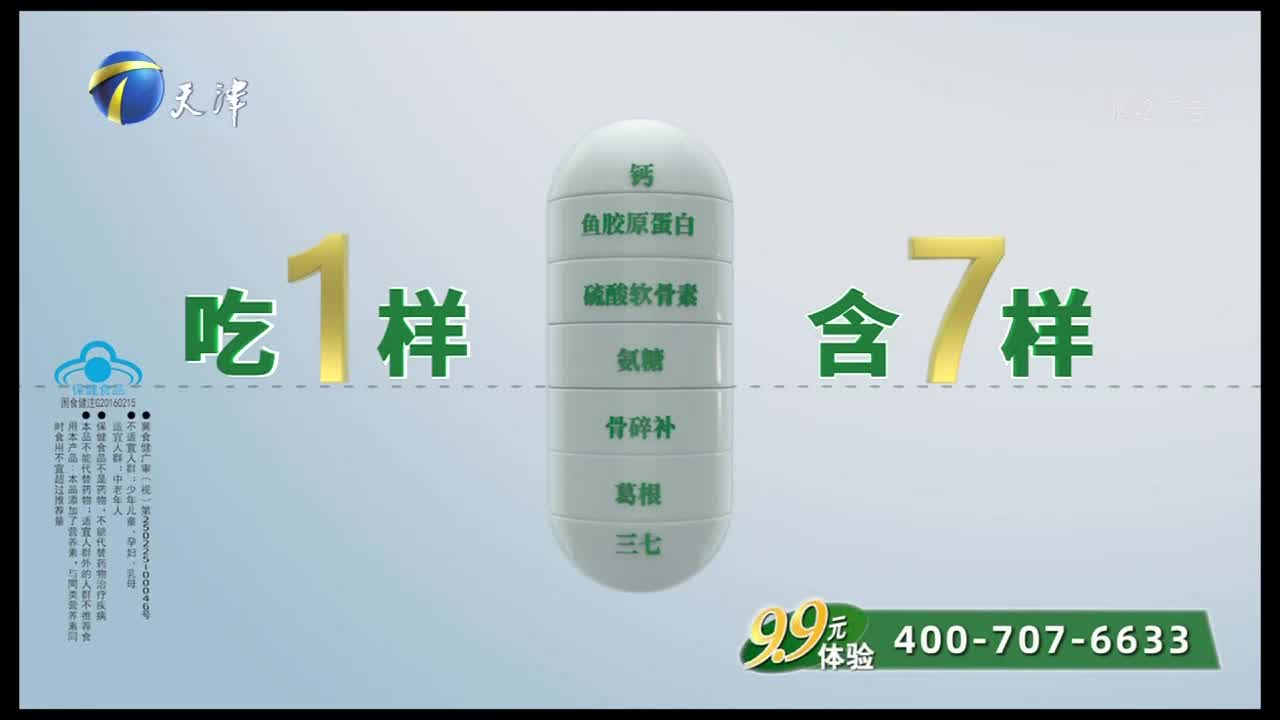 天津
钙
鱼胶原蛋白
硫酸软骨素
氨糖
骨碎补
葛根
三七
吃1样
含7样
保健食品
国食健注G20160215
●冀食健广审(视)第250225-00046号
●不适宜人群:少年儿童、孕妇、乳母
适宜人群:中老年人
●保健食品不是药物,不能代替药物治疗疾病
●本品不能代替药物;适宜人群外的人群不推荐食
用本产品;本品添加了营养素,与同类营养素同
时食用不宜超过推荐量
9.9元
体验
400-707-6633